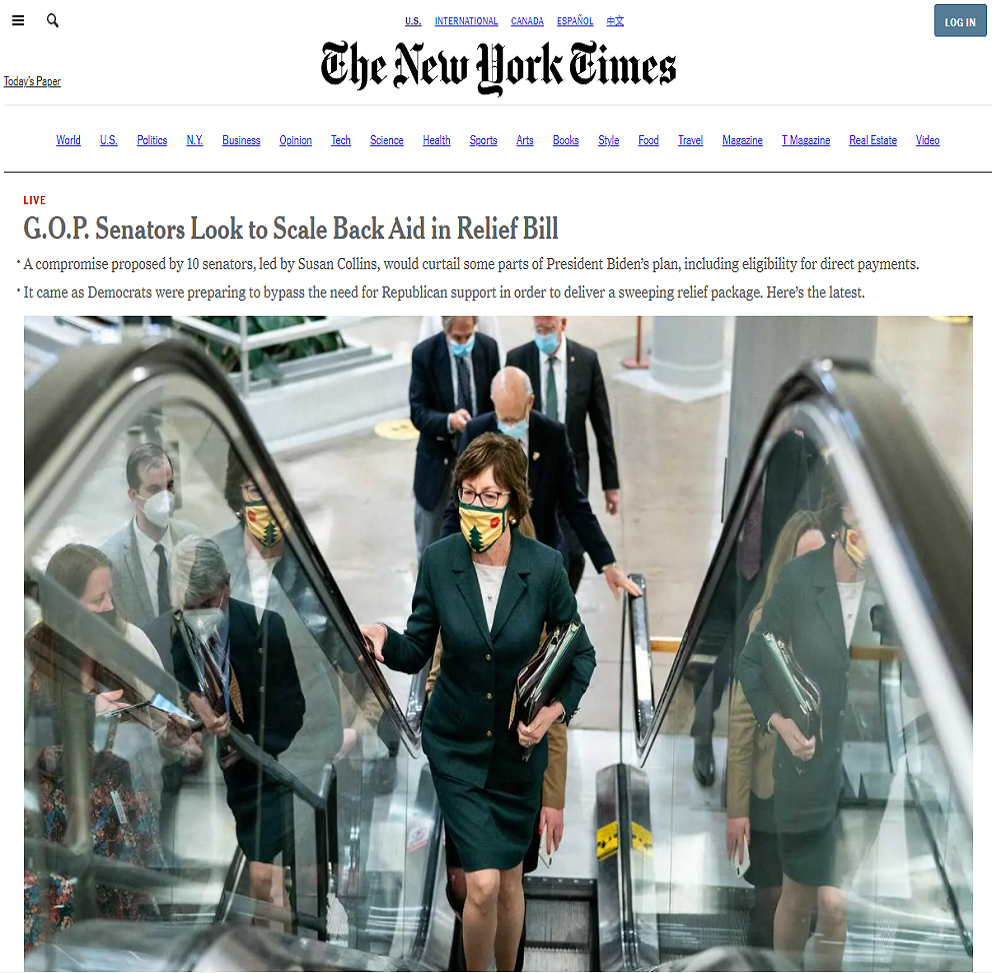 U.S. INTERNATIONAL CANADA ESPAÑOL 中文
LOG IN
The New York Times
Today's Paper
World U.S. Politics N.Y. Business Opinion Tech Science Health Sports Arts Books Style Food Travel Magazine T Magazine Real Estate Video
LIVE
G.O.P. Senators Look to Scale Back Aid in Relief Bill
• A compromise proposed by 10 senators, led by Susan Collins, would curtail some parts of President Biden's plan, including eligibility for direct payments.
• It came as Democrats were preparing to bypass the need for Republican support in order to deliver a sweeping relief package. Here's the latest.